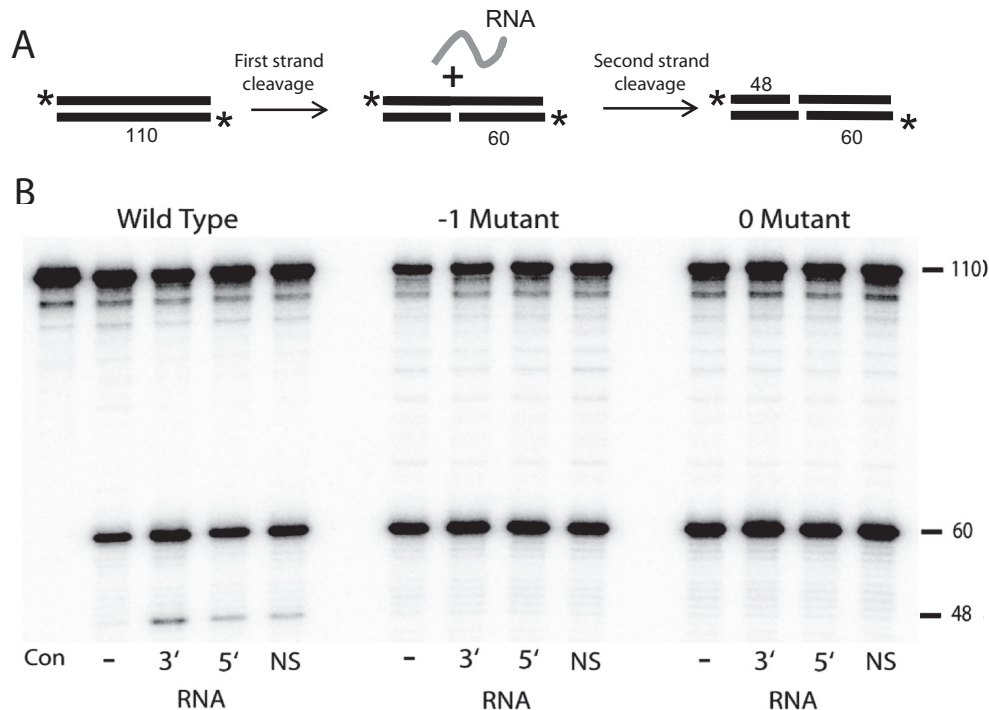 A
RNA
First strand
cleavage
Second strand
cleavage
+
* * * * * *
48
110
60
60
B
Wild Type
-1 Mutant
0 Mutant
110)
60
48
Con – 3' 5' NS – 3' 5' NS – 3' 5' NS
RNA RNA RNA